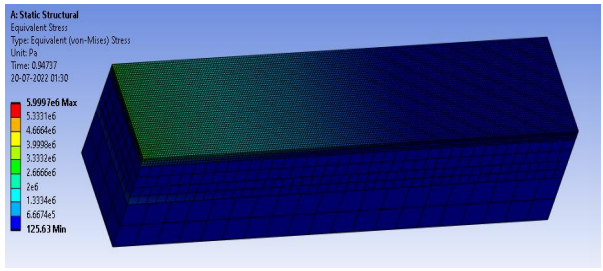 A: Static Structural
Equivalent Stress
Type: Equivalent (von-Mises) Stress
Unit: Pa
Time: 0.94737
20-07-2022 01:30
5.9997e6 Max
5.3331e6
4.6664e6
3.9998e6
3.3332e6
2.6666e6
2e6
1.3334e6
6.6674e5
125.63 Min